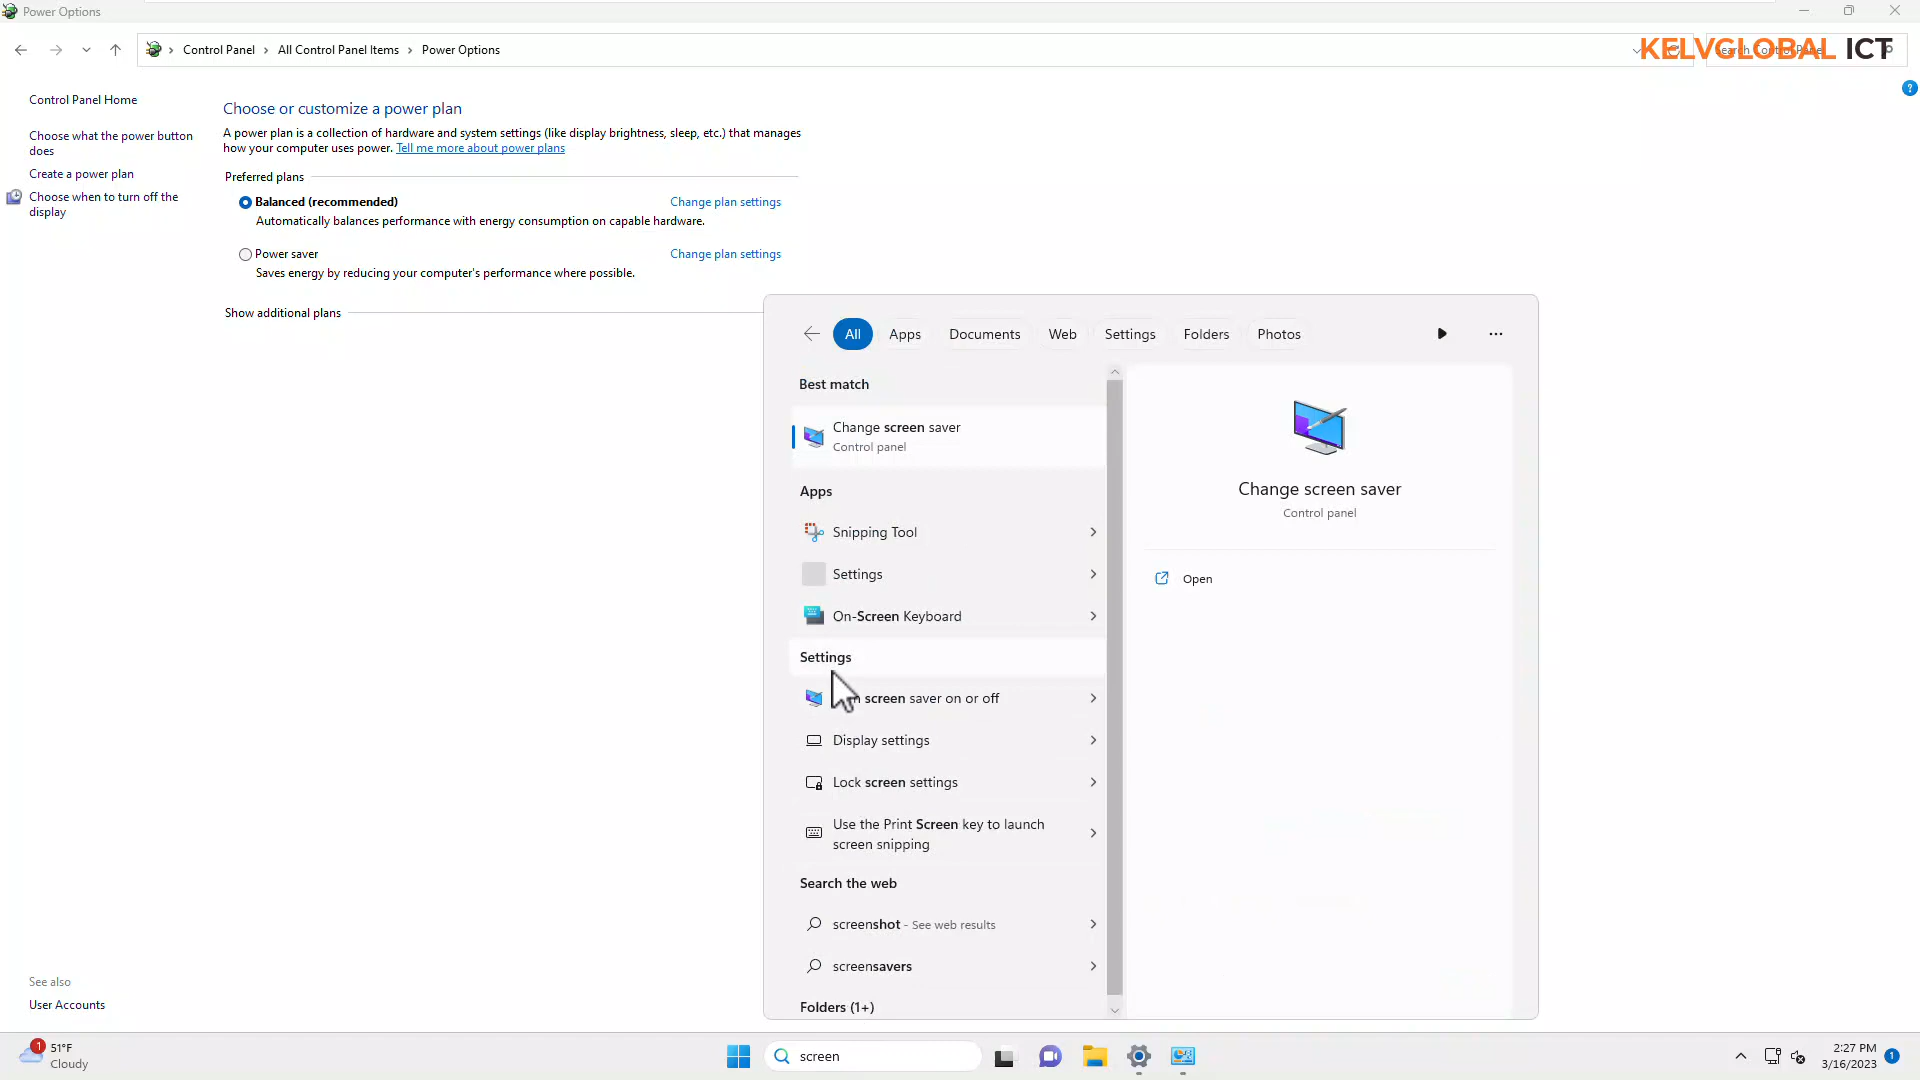 Power Options
Control Panel > All Control Panel Items > Power Options
KELVGLOBAL ICT
Control Panel Home
Choose what the power button
does
Create a power plan
Choose when to turn off the
display
Choose or customize a power plan
A power plan is a collection of hardware and system settings (like display brightness, sleep, etc.) that manages
how your computer uses power. Tell me more about power plans
Preferred plans
Balanced (recommended) Change plan settings
Automatically balances performance with energy consumption on capable hardware.
Power saver Change plan settings
Saves energy by reducing your computer's performance where possible.
Show additional plans
See also
User Accounts
All Apps Documents Web Settings Folders Photos
Best match
Change screen saver
Control panel
Apps
Snipping Tool
Settings
On-Screen Keyboard
Settings
screen saver on or off
Display settings
Lock screen settings
Use the Print Screen key to launch
screen snipping
Search the web
screenshot - See web results
screensavers
Folders (1+)
Change screen saver
Control panel
Open
1
51°F
Cloudy
screen
2:27 PM
3/16/2023
1